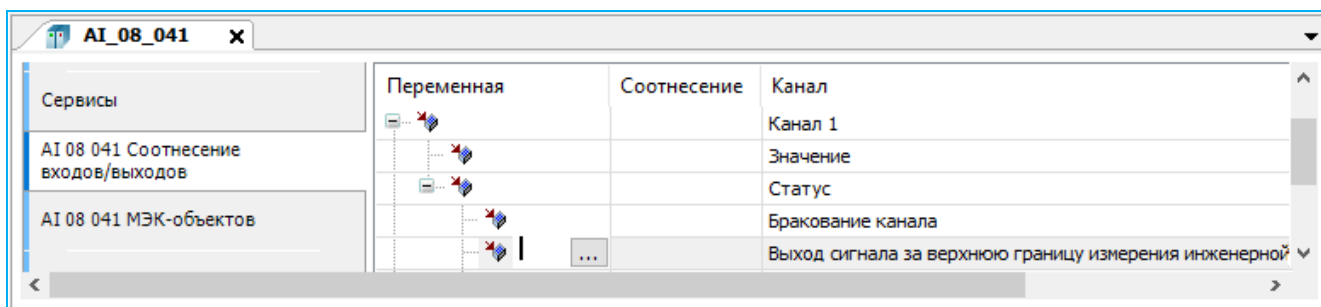 AI_08_041 x
Переменная Соотнесение Канал
Сервисы
Канал 1
AI 08 041 Соотнесение
входов/выходов
Значение
Статус
AI 08 041 МЭК-объектов
Бракование канала
... Выход сигнала за верхнюю границу измерения инженерной